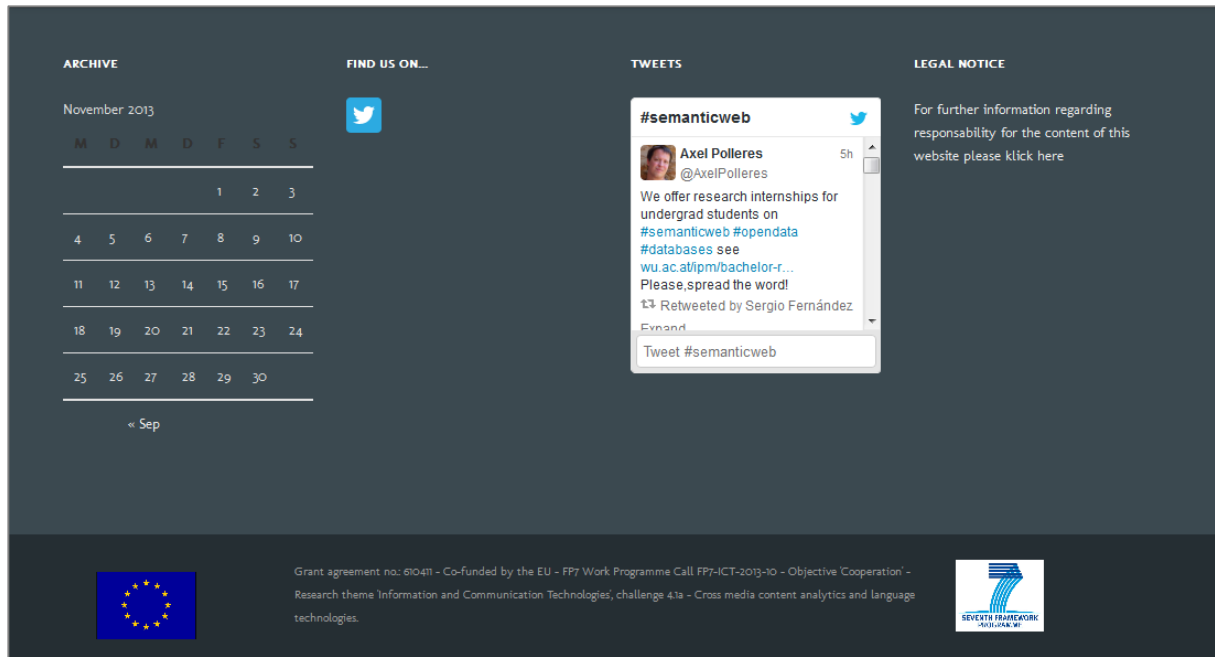 ARCHIVE
November 2013
M D M D F S S
1 2 3
4 5 6 7 8 9 10
11 12 13 14 15 16 17
18 19 20 21 22 23 24
25 26 27 28 29 30
« Sep
FIND US ON...
TWEETS
#semanticweb
Axel Polleres 5h
@AxelPolleres
We offer research internships for
undergrad students on
#semanticweb #opendata
#databases see
wu.ac.at/ipm/bachelor-r...
Please,spread the word!
Retweeted by Sergio Fernández
Expand
Tweet #semanticweb
LEGAL NOTICE
For further information regarding
responsability for the content of this
website please klick here
Grant agreement no.: 610411 - Co-funded by the EU - FP7 Work Programme Call FP7-ICT-2013-10 - Objective 'Cooperation' -
Research theme 'Information and Communication Technologies', challenge 4.1a - Cross media content analytics and language
technologies.
SEVENTH FRAMEWORK
PROGRAMME